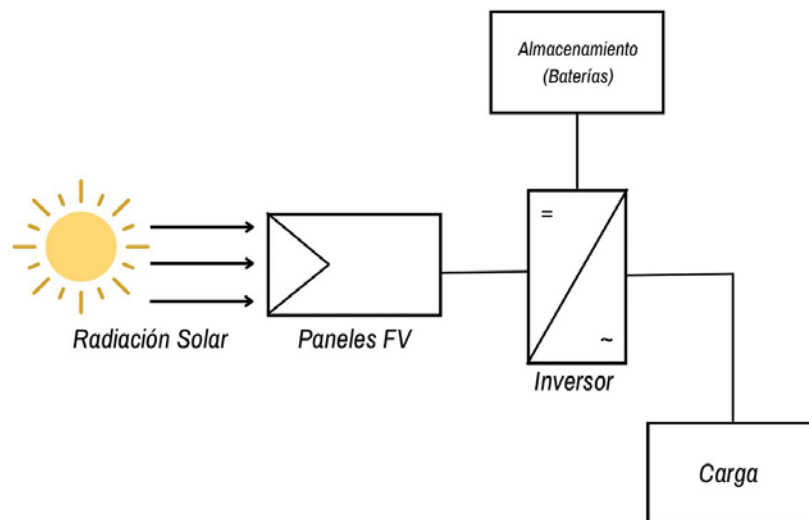 Almacenamiento
(Baterías)
=
~
Radiación Solar
Paneles FV
Inversor
Carga